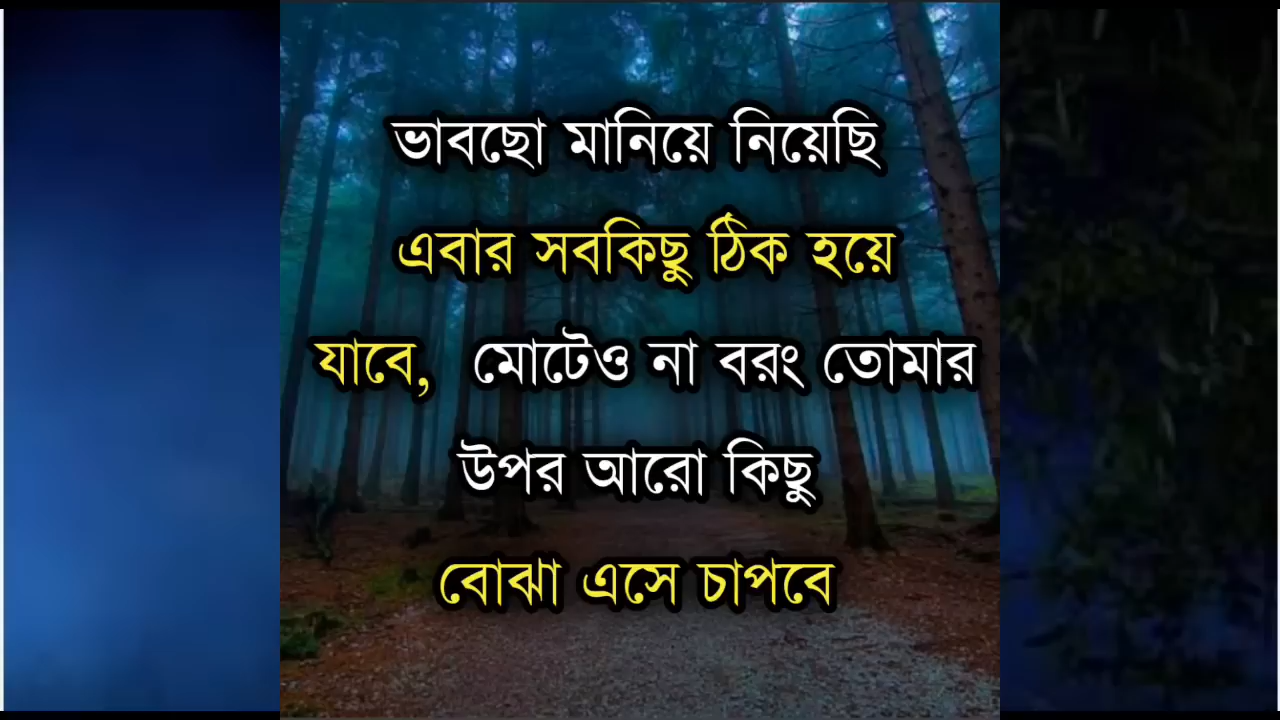 ভাবছো মানিয়ে নিয়েছি
এবার সবকিছু ঠিক হয়ে
যাবে, মোটেও না বরং তোমার
উপর আরো কিছু
বোঝা এসে চাপবে